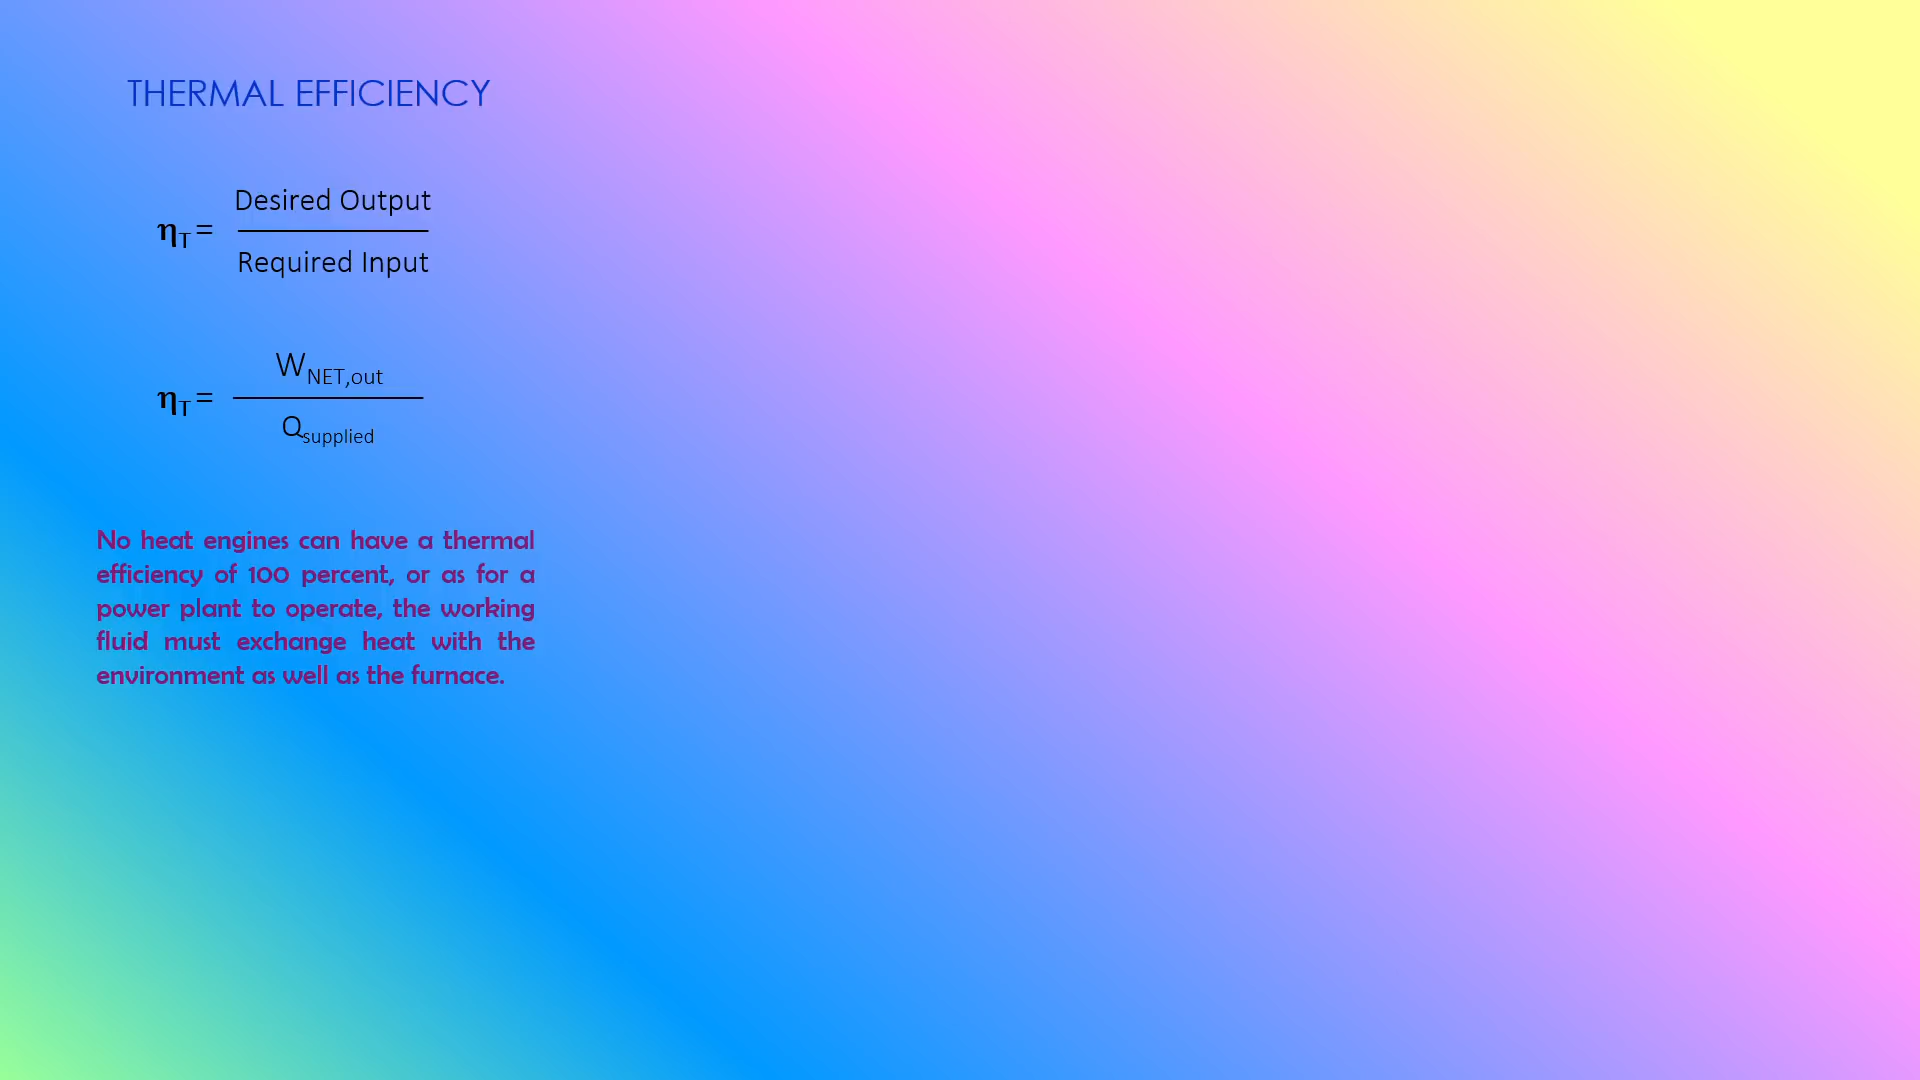 THERMAL EFFICIENCY
Desired Output
ηT =
Required Input
WNET,out
ηT =
Qsupplied
No heat engines can have a thermal
efficiency of 100 percent, or as for a
power plant to operate, the working
fluid must exchange heat with the
environment as well as the furnace.